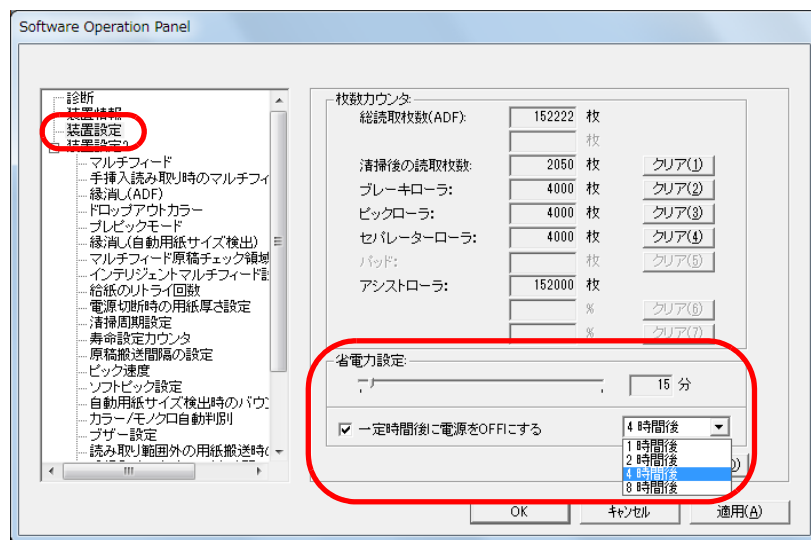 Software Operation Panel
診断
装置情報
装置設定
装置設定2
マルチフィード
手挿入読み取り時のマルチフィ
縁消し(ADF)
ドロップアウトカラー
プレピックモード
縁消し(自動用紙サイズ検出)
マルチフィード原稿チェック領域
インテリジェントマルチフィード
給紙のリトライ回数
電源切断時の用紙厚さ設定
清掃周期設定
寿命設定カウンタ
原稿搬送間隔の設定
ピック速度
ソフトピック設定
自動用紙サイズ検出時のバウン
カラー/モノクロ自動判別
ブザー設定
読み取り範囲外の用紙搬送時
枚数カウンタ
総読取枚数(ADF): 152222 枚
枚
清掃後の読取枚数: 2050 枚 クリア(1)
ブレーキローラ: 4000 枚 クリア(2)
ピックローラ: 4000 枚 クリア(3)
セパレーターローラ: 4000 枚 クリア(4)
パッド: 枚 クリア(5)
アシストローラ: 152000 枚
% クリア(6)
% クリア(7)
省電力設定:
15 分
一定時間後に電源をOFFにする 4 時間後
1 時間後
2 時間後
4 時間後
8 時間後
OK キャンセル 適用(A)